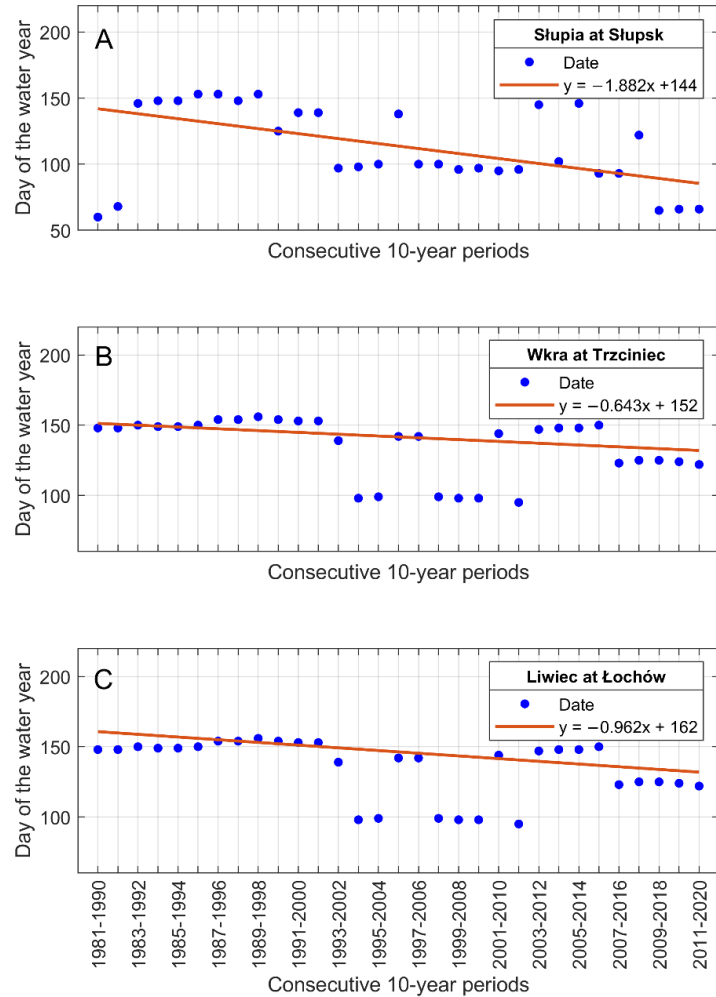 A
Słupia at Słupsk
Date
y = −1.882x +144
200
150
100
50
Day of the water year
Consecutive 10-year periods
B
Wkra at Trzciniec
Date
y = −0.643x + 152
200
150
100
Day of the water year
Consecutive 10-year periods
C
Liwiec at Łochów
Date
y = −0.962x + 162
200
150
100
Day of the water year
1981-1990
1983-1992
1985-1994
1987-1996
1989-1998
1991-2000
1993-2002
1995-2004
1997-2006
1999-2008
2001-2010
2003-2012
2005-2014
2007-2016
2009-2018
2011-2020
Consecutive 10-year periods